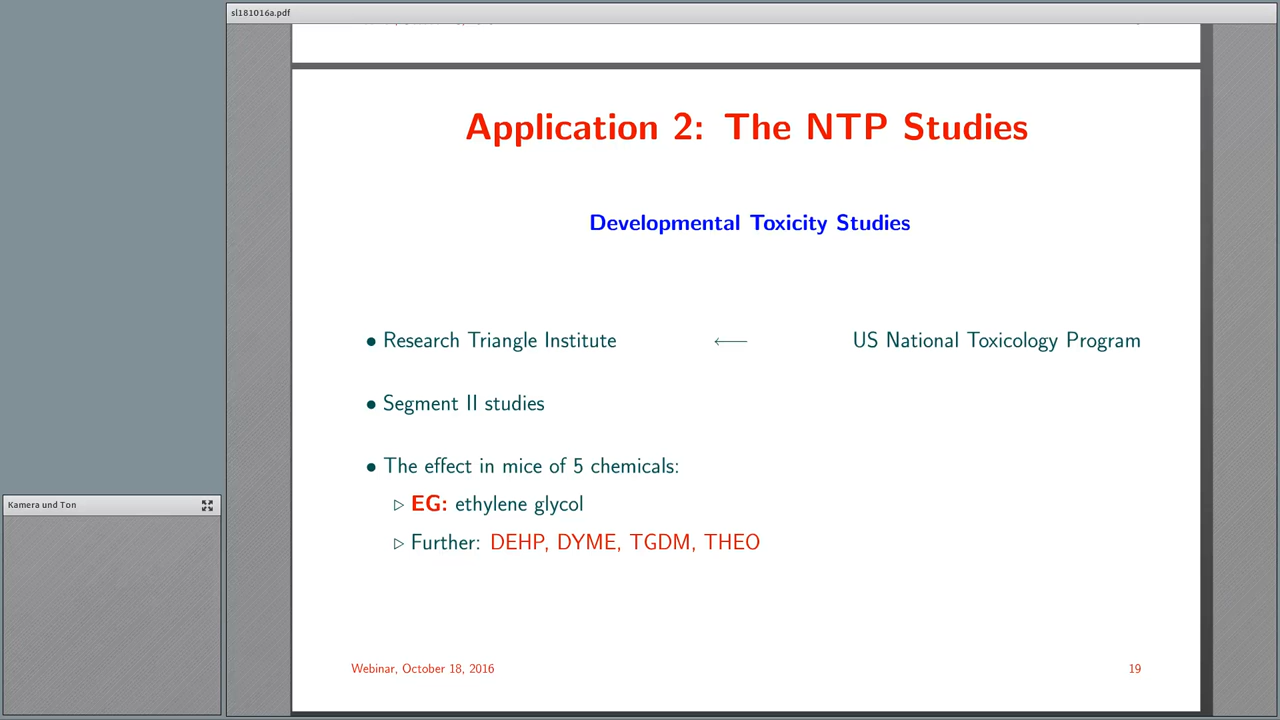 sl181016a.pdf
Application 2: The NTP Studies
Developmental Toxicity Studies
• Research Triangle Institute ⟵ US National Toxicology Program
• Segment II studies
• The effect in mice of 5 chemicals:
▷ EG: ethylene glycol
▷ Further: DEHP, DYME, TGDM, THEO
Kamera und Ton
Webinar, October 18, 2016 19